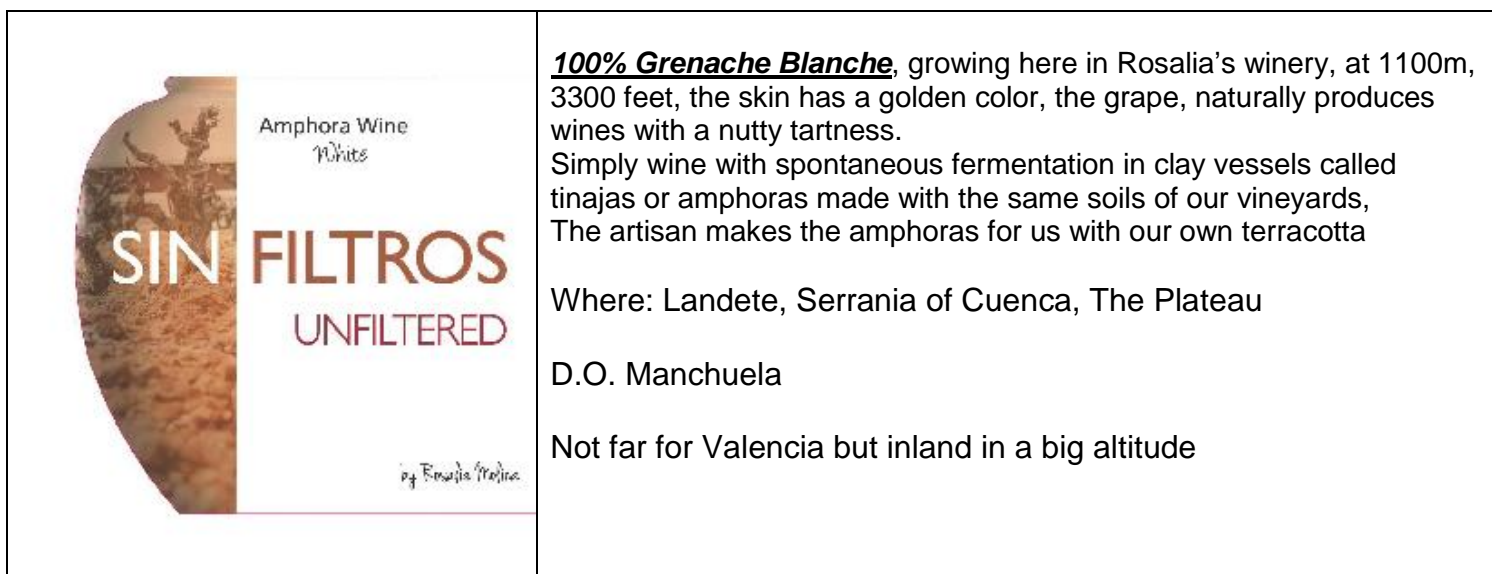 Amphora Wine
White
SIN FILTROS
UNFILTERED
by Rosalia Molina
100% Grenache Blanche, growing here in Rosalia’s winery, at 1100m,
3300 feet, the skin has a golden color, the grape, naturally produces
wines with a nutty tartness.
Simply wine with spontaneous fermentation in clay vessels called
tinajas or amphoras made with the same soils of our vineyards,
The artisan makes the amphoras for us with our own terracotta
Where: Landete, Serrania of Cuenca, The Plateau
D.O. Manchuela
Not far for Valencia but inland in a big altitude